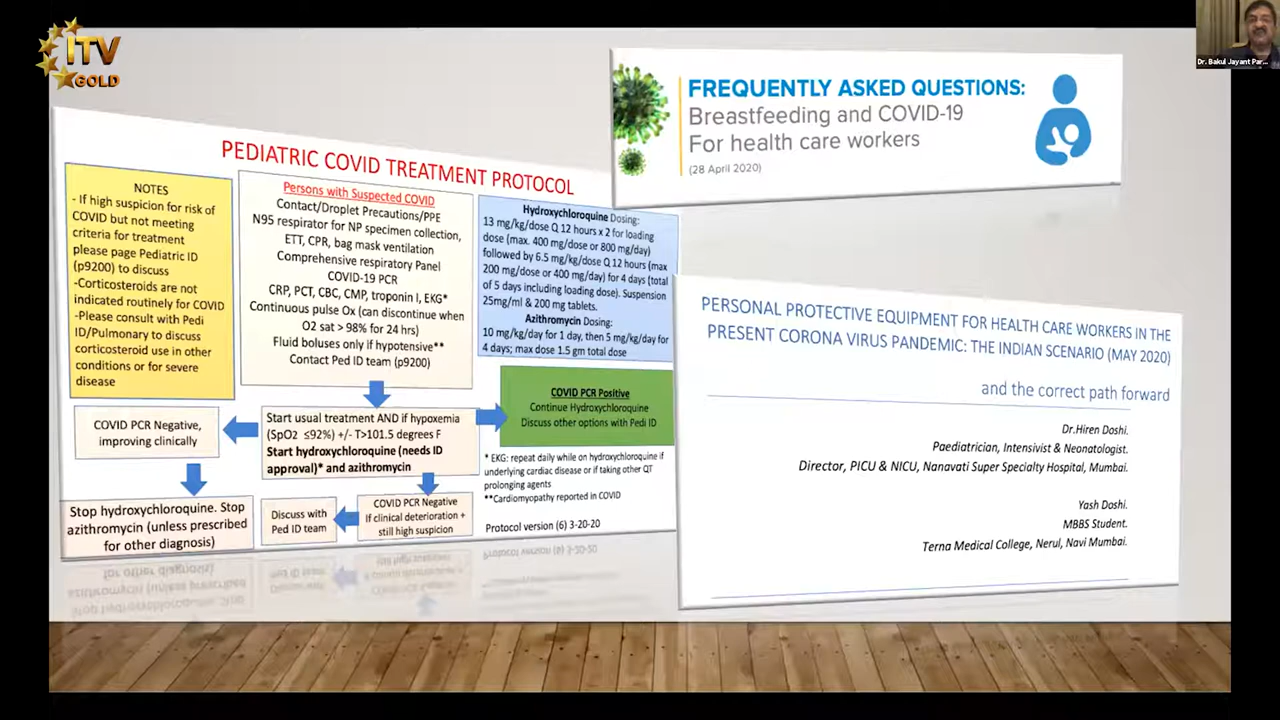 ITV
GOLD
Dr. Bakul Jayant Par...
FREQUENTLY ASKED QUESTIONS:
Breastfeeding and COVID-19
For health care workers
(28 April 2020)
PEDIATRIC COVID TREATMENT PROTOCOL
NOTES
- If high suspicion for risk of
COVID but not meeting
criteria for treatment
please page Pediatric ID
(p9200) to discuss
-Corticosteroids are not
indicated routinely for COVID
-Please consult with Pedi
ID/Pulmonary to discuss
corticosteroid use in other
conditions or for severe
disease
Persons with Suspected COVID
Contact/Droplet Precautions/PPE
N95 respirator for NP specimen collection,
ETT, CPR, bag mask ventilation
Comprehensive respiratory Panel
COVID-19 PCR
CRP, PCT, CBC, CMP, troponin I, EKG*
Continuous pulse Ox (can discontinue when
O2 sat > 98% for 24 hrs)
Fluid boluses only if hypotensive**
Contact Ped ID team (p9200)
Hydroxychloroquine Dosing:
13 mg/kg/dose Q 12 hours x 2 for loading
dose (max. 400 mg/dose or 800 mg/day)
followed by 6.5 mg/kg/dose Q 12 hours (max
200 mg/dose or 400 mg/day) for 4 days (total
of 5 days including loading dose). Suspension
25mg/ml & 200 mg tablets.
Azithromycin Dosing:
10 mg/kg/day for 1 day, then 5 mg/kg/day for
4 days; max dose 1.5 gm total dose
COVID PCR Positive
Continue Hydroxychloroquine
Discuss other options with Pedi ID
COVID PCR Negative,
improving clinically
Start usual treatment AND if hypoxemia
(SpO2 ≤92%) +/- T>101.5 degrees F
Start hydroxychloroquine (needs ID
approval)* and azithromycin
* EKG: repeat daily while on hydroxychloroquine if
underlying cardiac disease or if taking other QT
prolonging agents
**Cardiomyopathy reported in COVID
Protocol version (6) 3-20-20
Stop hydroxychloroquine. Stop
azithromycin (unless prescribed
for other diagnosis)
Discuss with
Ped ID team
COVID PCR Negative
If clinical deterioration +
still high suspicion
PERSONAL PROTECTIVE EQUIPMENT FOR HEALTH CARE WORKERS IN THE
PRESENT CORONA VIRUS PANDEMIC: THE INDIAN SCENARIO (MAY 2020)
and the correct path forward
Dr.Hiren Doshi.
Paediatrician, Intensivist & Neonatologist.
Director, PICU & NICU, Nanavati Super Specialty Hospital, Mumbai.
Yash Doshi.
MBBS Student.
Terna Medical College, Nerul, Navi Mumbai.